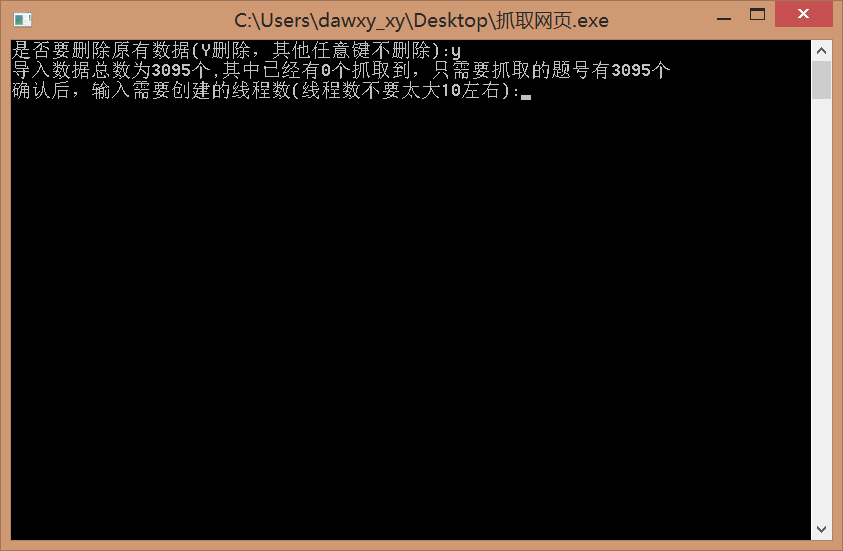 C:\Users\dawxy_xy\Desktop\抓取网页.exe
是否要删除原有数据(Y删除，其他任意键不删除):y
导入数据总数为3095个,其中已经有0个抓取到，只需要抓取的题号有3095个
确认后，输入需要创建的线程数(线程数不要太大10左右):